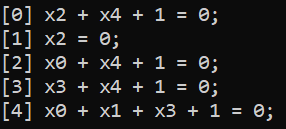 [0] x2 + x4 + 1 = 0;
[1] x2 = 0;
[2] x0 + x4 + 1 = 0;
[3] x3 + x4 + 1 = 0;
[4] x0 + x1 + x3 + 1 = 0;